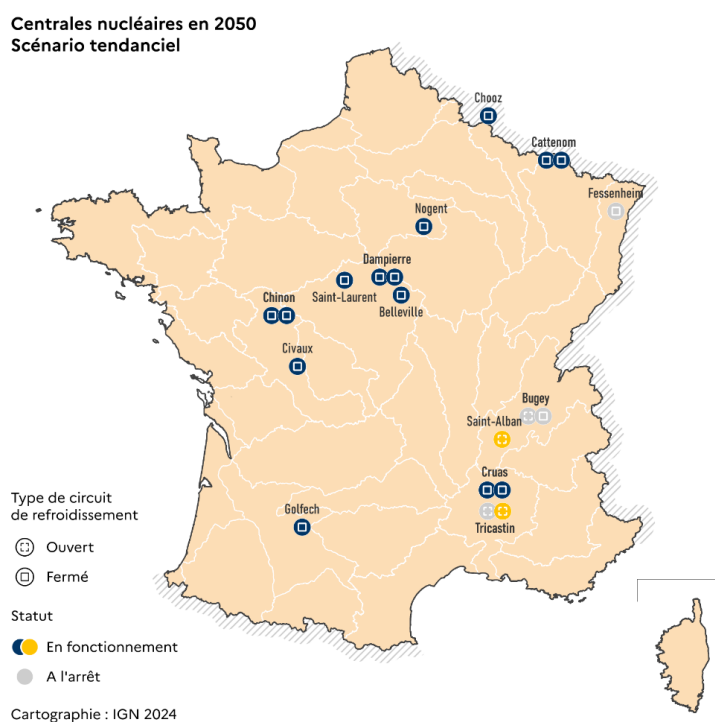 Centrales nucléaires en 2050
Scénario tendanciel
Chooz
Cattenom
Fessenheim
Nogent
Dampierre
Saint-Laurent
Belleville
Chinon
Civaux
Bugey
Saint-Alban
Cruas
Tricastin
Golfech
Type de circuit
de refroidissement
Ouvert
Fermé
Statut
En fonctionnement
A l'arrêt
Cartographie : IGN 2024